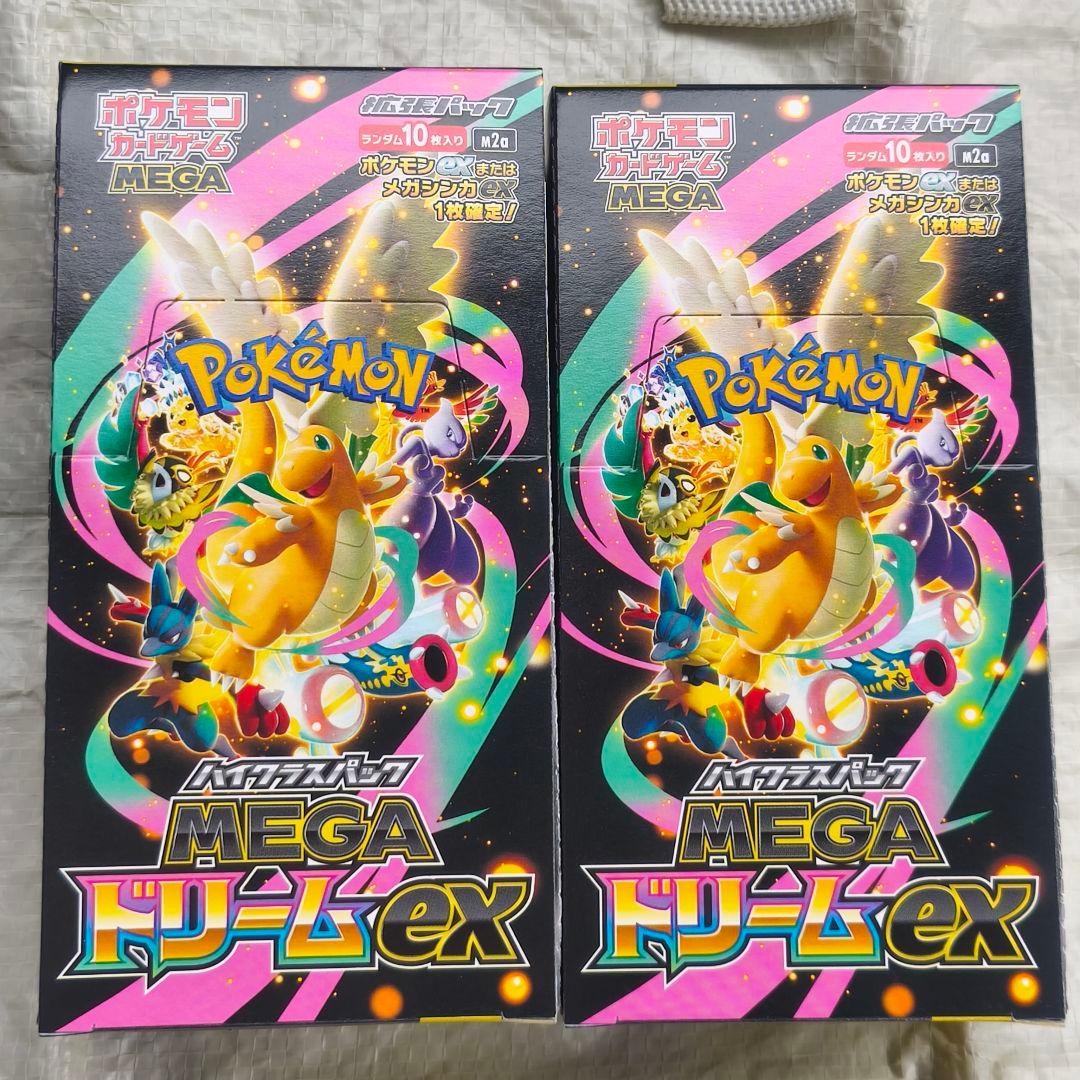 ポケモン
カードゲーム™
MEGA
拡張パック
ランダム10枚入り
M2a
ポケモンexまたは
メガシンカex
1枚確定!
POKéMON™
ハイクラスパック
MEGA
ドリームex
ポケモン
カードゲーム™
MEGA
拡張パック
ランダム10枚入り
M2a
ポケモンexまたは
メガシンカex
1枚確定!
POKéMON™
ハイクラスパック
MEGA
ドリームex